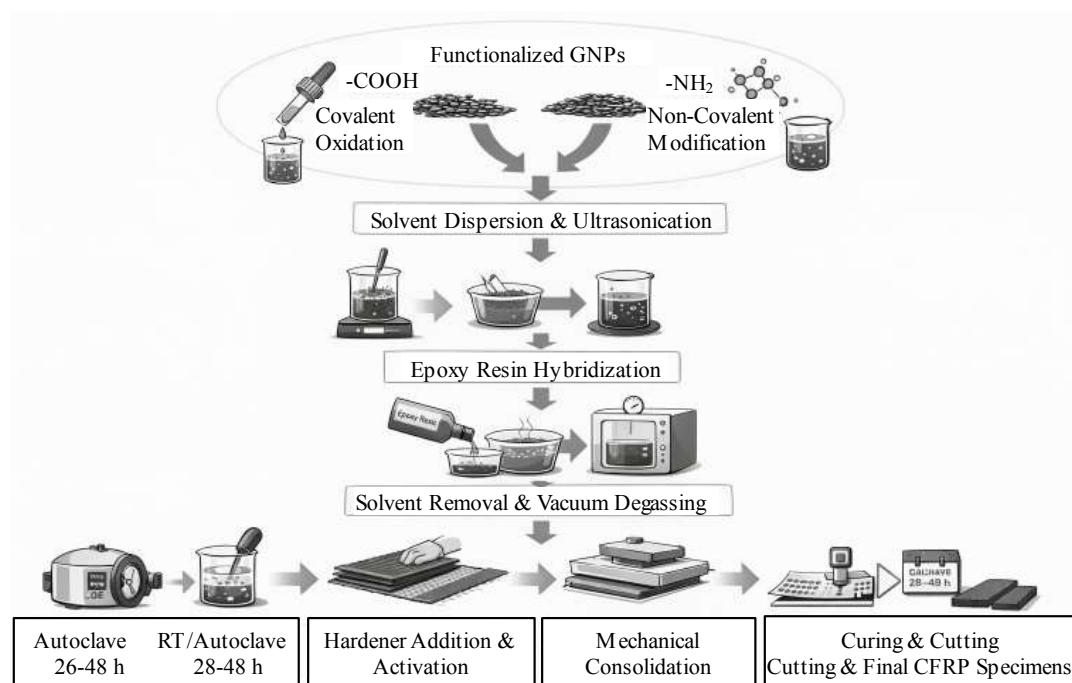 Functionalized GNPs
-COOH
-NH₂
Covalent
Oxidation
Non-Covalent
Modification
Solvent Dispersion & Ultrasonication
Epoxy Resin Hybridization
Epoxy Resin
Solvent Removal & Vacuum Degassing
28-49 h
Autoclave
26-48 h
RT/Autoclave
28-48 h
Hardener Addition &
Activation
Mechanical
Consolidation
Curing & Cutting
Cutting & Final CFRP Specimens